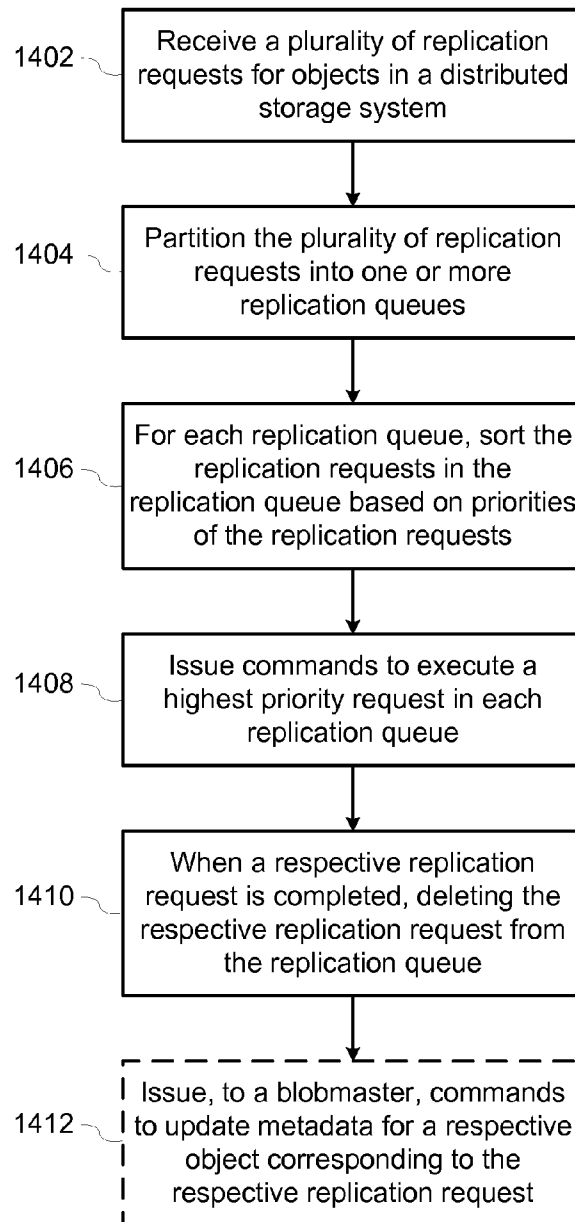 1402
Receive a plurality of replication
requests for objects in a distributed
storage system
1404
Partition the plurality of replication
requests into one or more
replication queues
1406
For each replication queue, sort the
replication requests in the
replication queue based on priorities
of the replication requests
1408
Issue commands to execute a
highest priority request in each
replication queue
1410
When a respective replication
request is completed, deleting the
respective replication request from
the replication queue
1412
Issue, to a blobmaster, commands
to update metadata for a respective
object corresponding to the
respective replication request